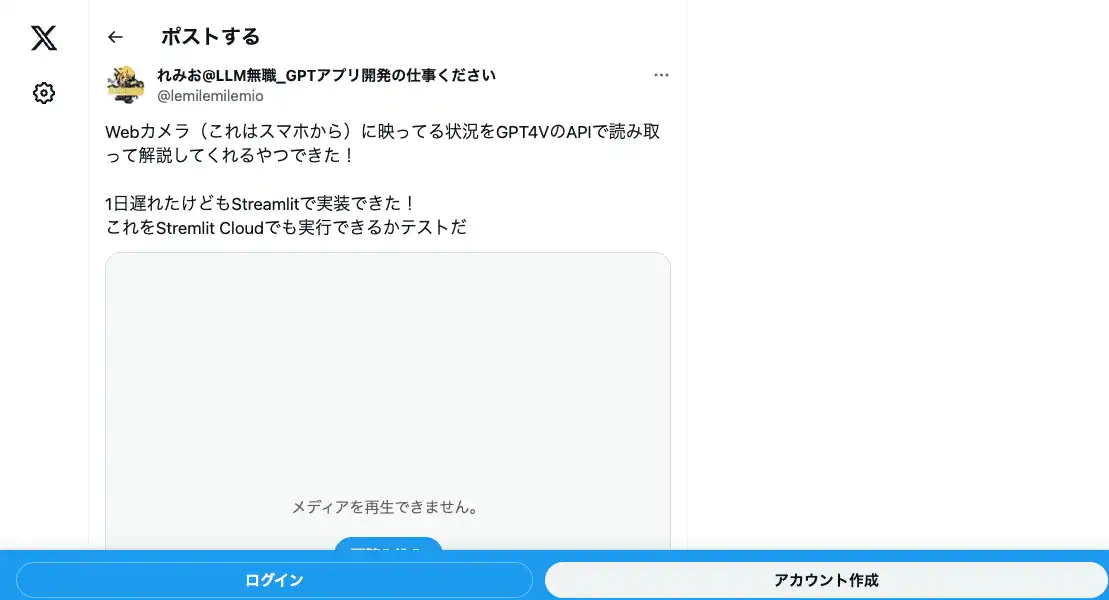 ポストする
れみお@LLM無職_GPTアプリ開発の仕事ください
@lemilemilemio
Webカメラ（これはスマホから）に映ってる状況をGPT4VのAPIで読み取
って解説してくれるやつできた！
1日遅れたけどもStreamlitで実装できた！
これをStremlit Cloudでも実行できるかテストだ
メディアを再生できません。
ログイン
アカウント作成